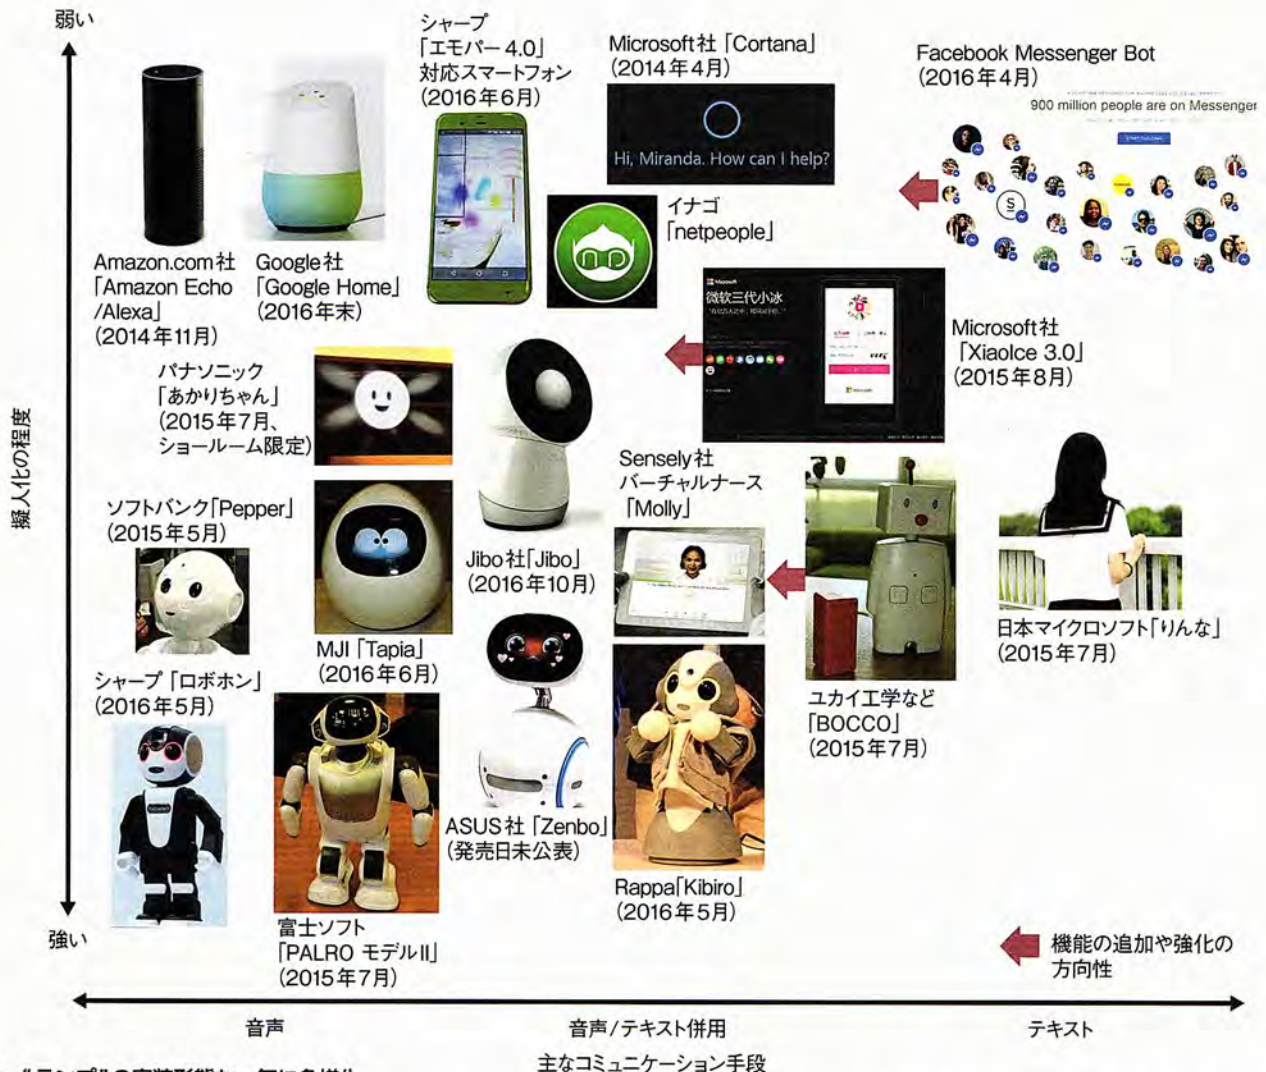 弱い
シャープ
「エモパー 4.0」
対応スマートフォン
(2016年6月)
Microsoft社「Cortana」
(2014年4月)
Hi, Miranda. How can I help?
Facebook Messenger Bot
(2016年4月)
900 million people are on Messenger
S
イナゴ
「netpeople」
Amazon.com社
「Amazon Echo
/Alexa」
(2014年11月)
Google社
「Google Home」
(2016年末)
Microsoft
微软三代小冰
Microsoft
Microsoft社
「XiaoIce 3.0」
(2015年8月)
パナソニック
「あかりちゃん」
(2015年7月、
ショールーム限定)
擬人化の程度
ソフトバンク「Pepper」
(2015年5月)
Jibo社「Jibo」
(2016年10月)
Sensely社
バーチャルナース
「Molly」
日本マイクロソフト「りんな」
(2015年7月)
MJI「Tapia」
(2016年6月)
シャープ「ロボホン」
(2016年5月)
ユカイ工学など
「BOCCO」
(2015年7月)
ASUS社「Zenbo」
(発売日未公表)
Rappa「Kibiro」
(2016年5月)
富士ソフト
「PALRO モデルII」
(2015年7月)
強い
機能の追加や強化の
方向性
音声
音声/テキスト併用
テキスト
主なコミュニケーション手段